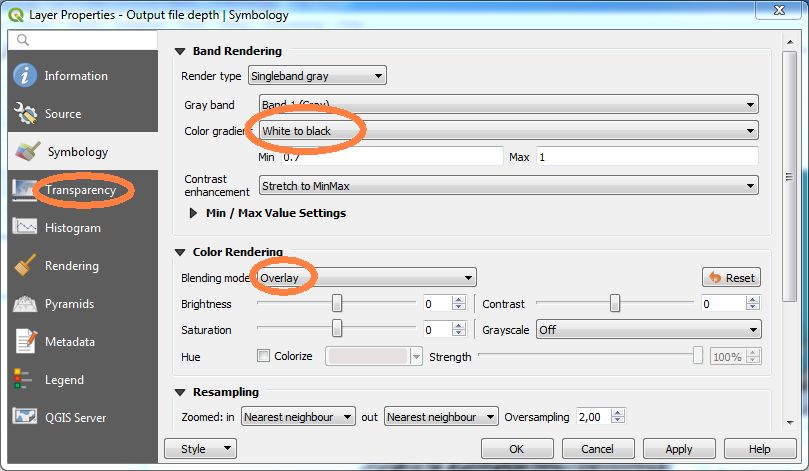 Layer Properties - Output file depth | Symbology
Information
Source
Symbology
Transparency
Histogram
Rendering
Pyramids
Metadata
Legend
QGIS Server
Band Rendering
Render type Singleband gray
Gray band Band 1 (Gray)
Color gradient White to black
Min 0.7 Max 1
Contrast
enhancement Stretch to MinMax
Min / Max Value Settings
Color Rendering
Blending mode Overlay Reset
Brightness 0 Contrast 0
Saturation 0 Grayscale Off
Hue Colorize Strength 100%
Resampling
Zoomed: in Nearest neighbour out Nearest neighbour Oversampling 2,00
Style OK Cancel Apply Help